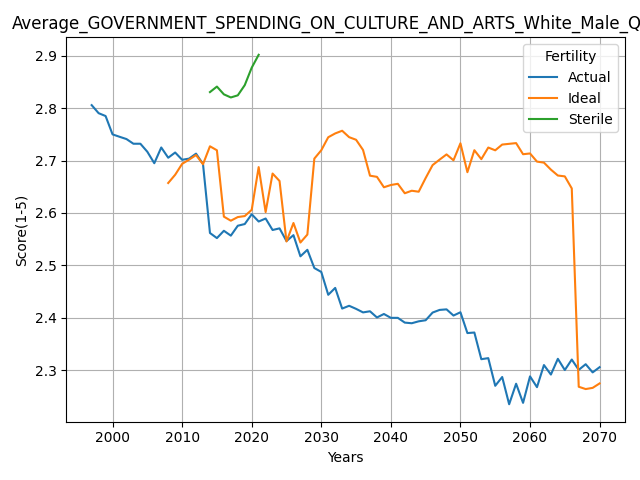 Average_GOVERNMENT_SPENDING_ON_CULTURE_AND_ARTS_White_Male_Q
Fertility
Actual
Ideal
Sterile
Score(1-5)
2.9
2.8
2.7
2.6
2.5
2.4
2.3
2000 2010 2020 2030 2040 2050 2060 2070
Years